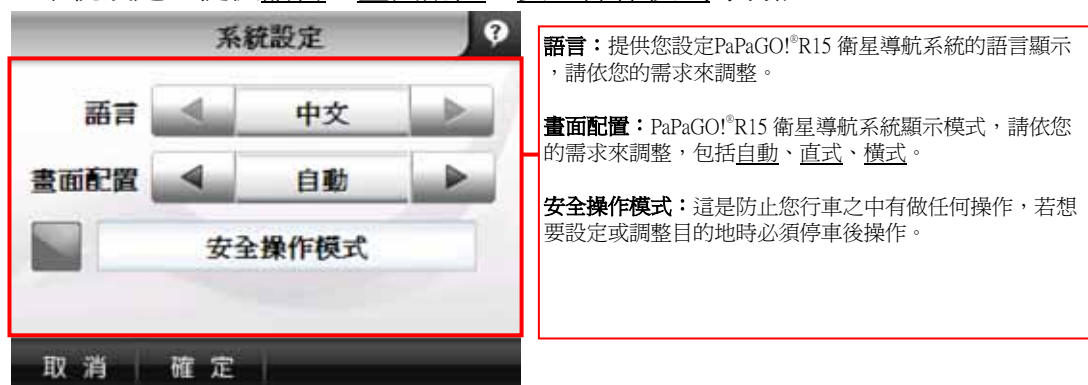 系統設定
?
語言 中文
畫面配置 自動
安全操作模式
取 消 確 定
語言：提供您設定PaPaGO!®R15 衛星導航系統的語言顯示
，請依您的需求來調整。
畫面配置：PaPaGO!®R15 衛星導航系統顯示模式，請依您
的需求來調整，包括自動、直式、橫式。
安全操作模式：這是防止您行車之中有做任何操作，若想
要設定或調整目的地時必須停車後操作。